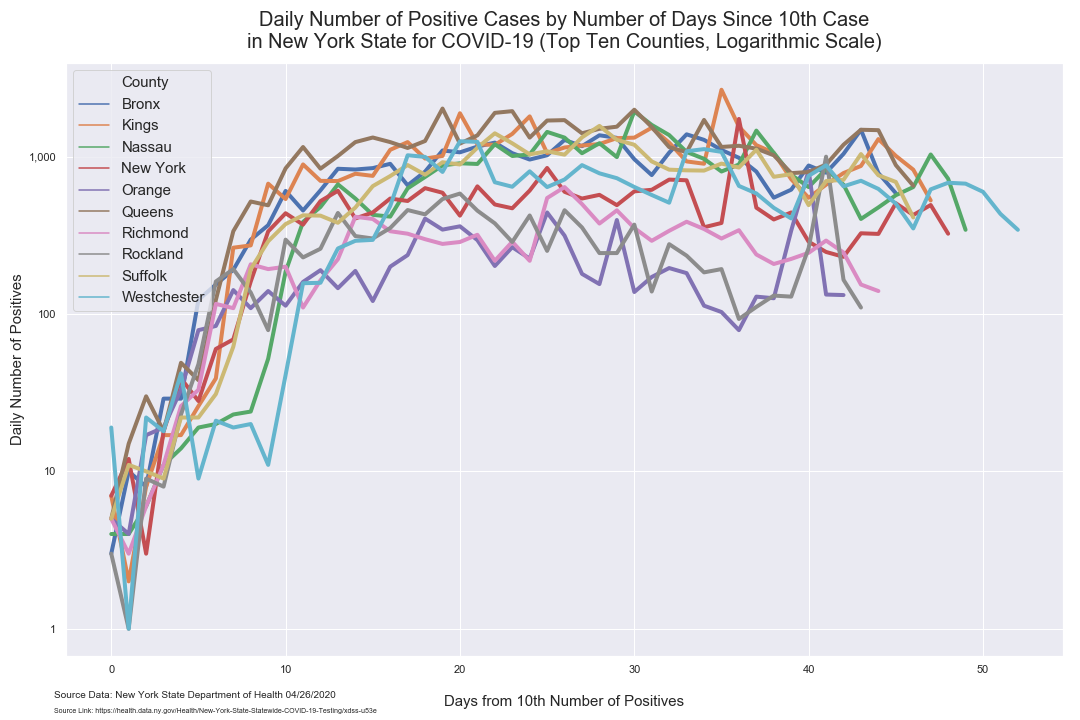 Daily Number of Positive Cases by Number of Days Since 10th Case
in New York State for COVID-19 (Top Ten Counties, Logarithmic Scale)
County
Bronx
Kings
Nassau
New York
Orange
Queens
Richmond
Rockland
Suffolk
Westchester
1,000
100
10
1
Daily Number of Positives
0 10 20 30 40 50
Days from 10th Number of Positives
Source Data: New York State Department of Health 04/26/2020
Source Link: https://health.data.ny.gov/Health/New-York-State-Statewide-COVID-19-Testing/xdss-u53e